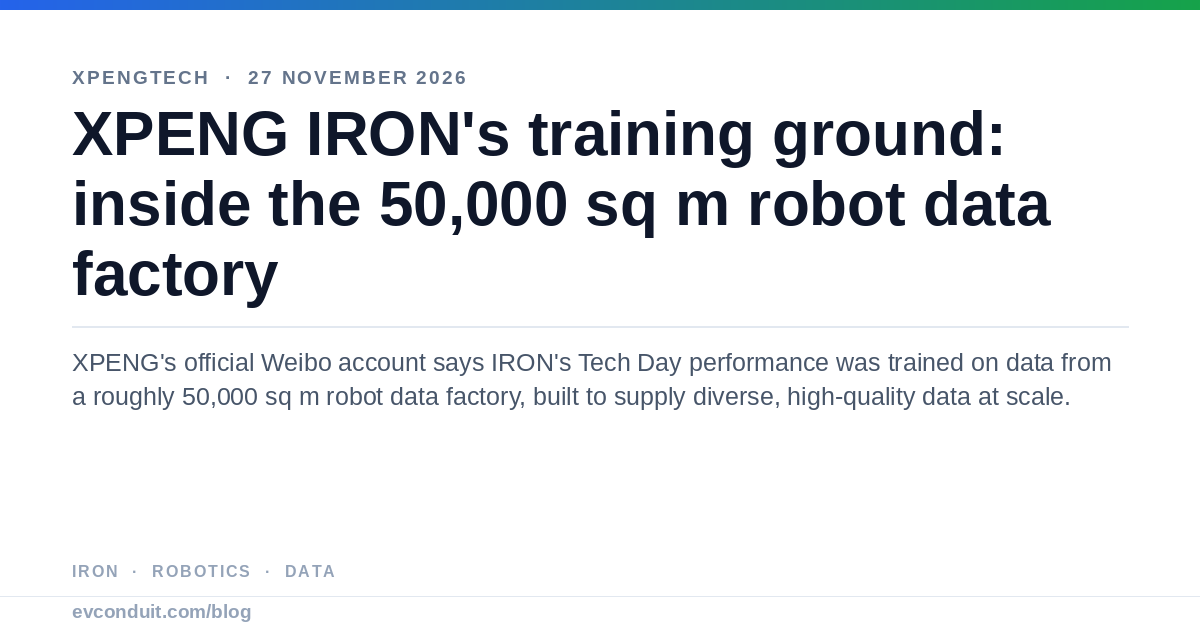 XPENGTECH · 27 NOVEMBER 2026
XPENG IRON's training ground:
inside the 50,000 sq m robot data
factory
XPENG's official Weibo account says IRON's Tech Day performance was trained on data from
a roughly 50,000 sq m robot data factory, built to supply diverse, high-quality data at scale.
IRON · ROBOTICS · DATA
evconduit.com/blog